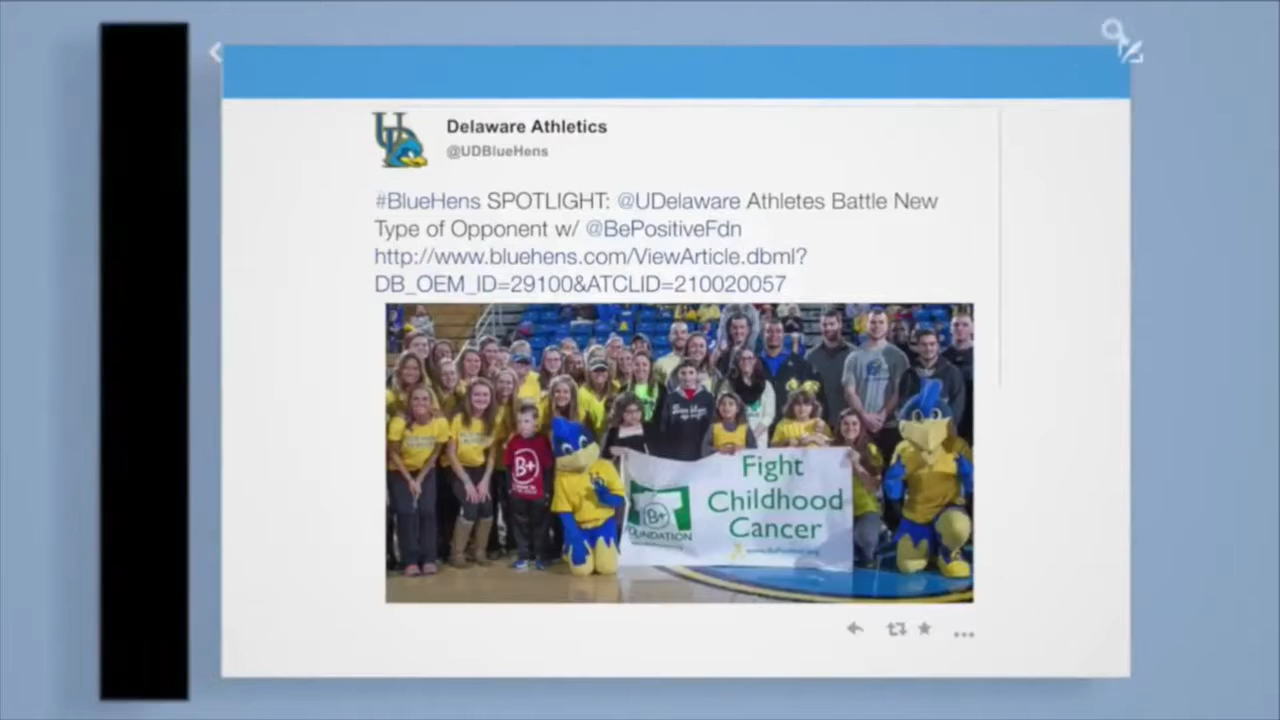 UD
Delaware Athletics
@UDBlueHens
#BlueHens SPOTLIGHT: @UDelaware Athletes Battle New
Type of Opponent w/ @BePositiveFdn
http://www.bluehens.com/ViewArticle.dbml?
DB_OEM_ID=29100&ATCLID=210020057
B+
B+
FOUNDATION
Fight
Childhood
Cancer